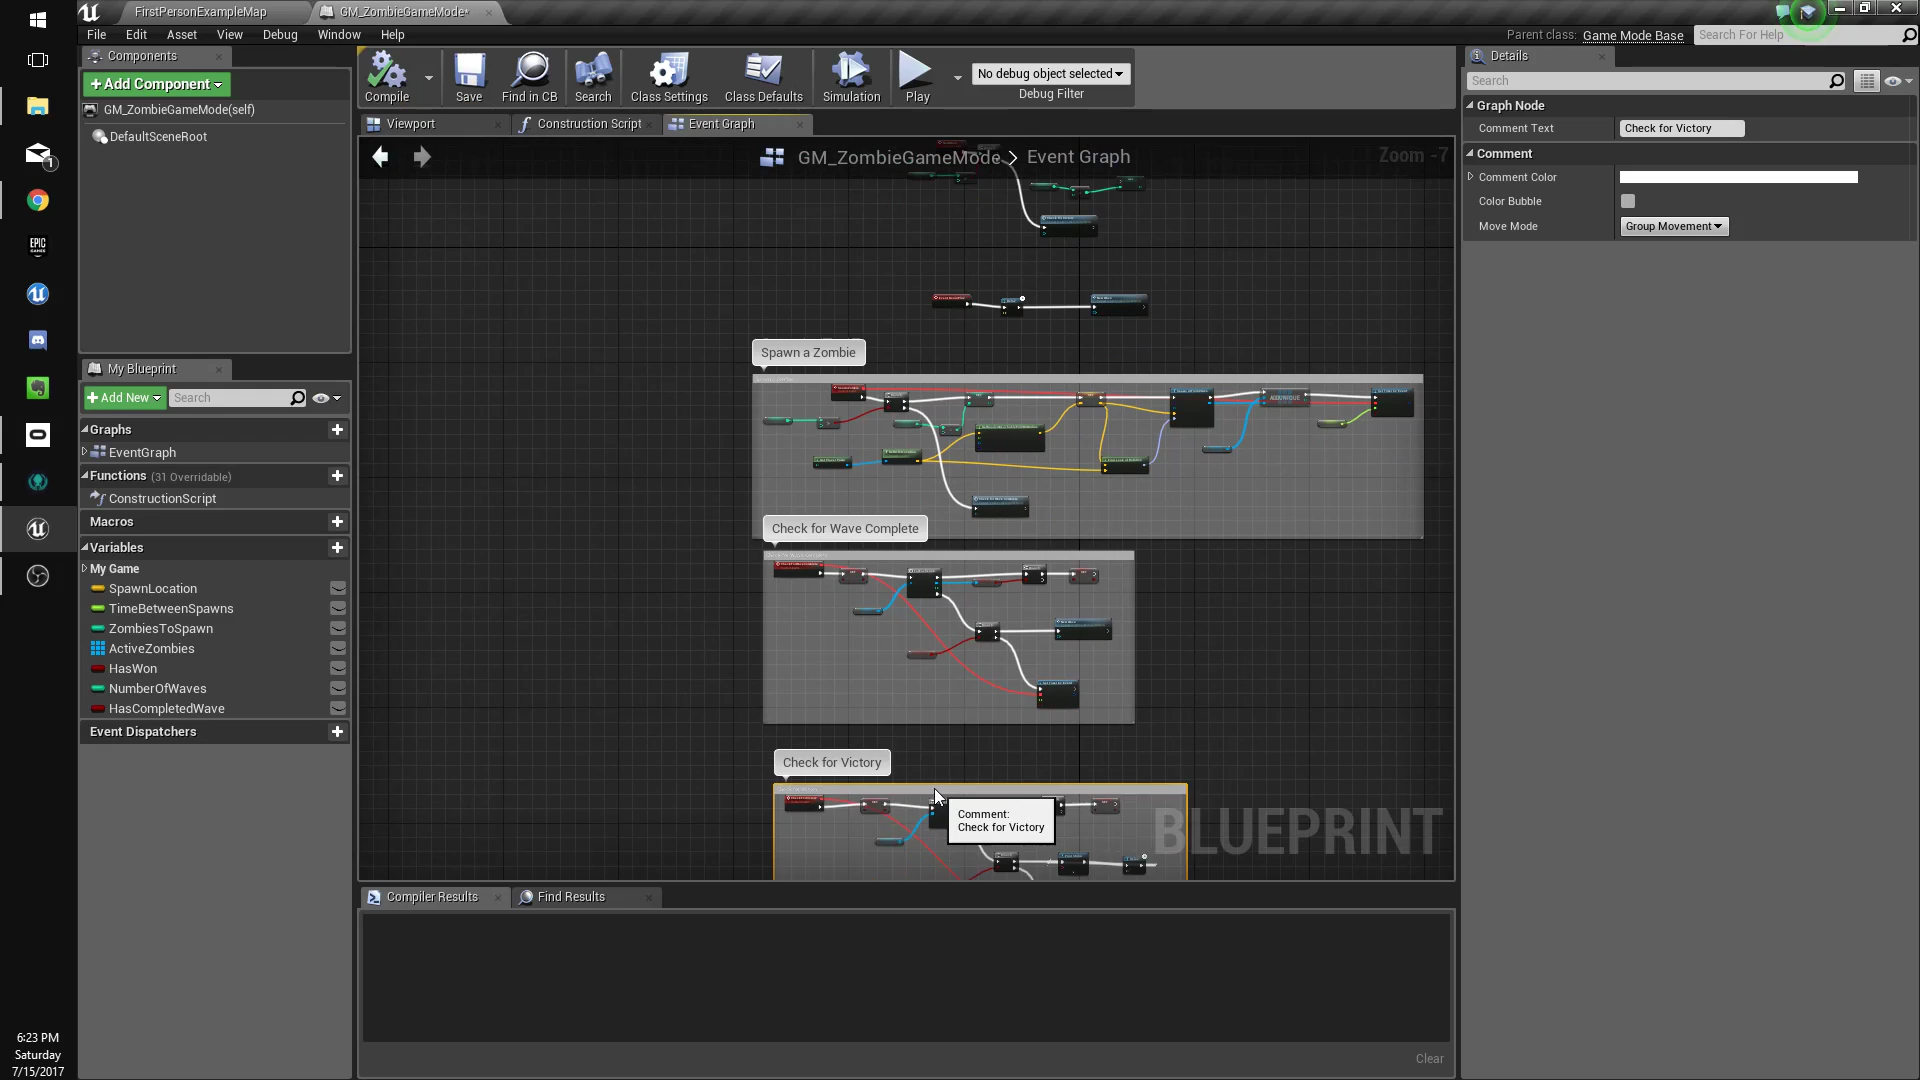 FirstPersonExampleMap
GM_ZombieGameMode*
File Edit Asset View Debug Window Help
Parent class: Game Mode Base
Search For Help
Components
+Add Component
GM_ZombieGameMode(self)
DefaultSceneRoot
Compile
Save
Find in CB
Search
Class Settings
Class Defaults
Simulation
Play
No debug object selected
Debug Filter
Viewport
Construction Script
Event Graph
GM_ZombieGameMode > Event Graph
Zoom -7
Spawn a Zombie
ADDUNIQUE
Check for Wave Complete
Check for Victory
Comment:
Check for Victory
BLUEPRINT
My Blueprint
+Add New
Search
Graphs
EventGraph
Functions (31 Overridable)
ConstructionScript
Macros
Variables
My Game
SpawnLocation
TimeBetweenSpawns
ZombiesToSpawn
ActiveZombies
HasWon
NumberOfWaves
HasCompletedWave
Event Dispatchers
Compiler Results
Find Results
Clear
Details
Search
Graph Node
Comment Text
Check for Victory
Comment
Comment Color
Color Bubble
Move Mode
Group Movement
1
EPIC
GAMES
6:23 PM
Saturday
7/15/2017